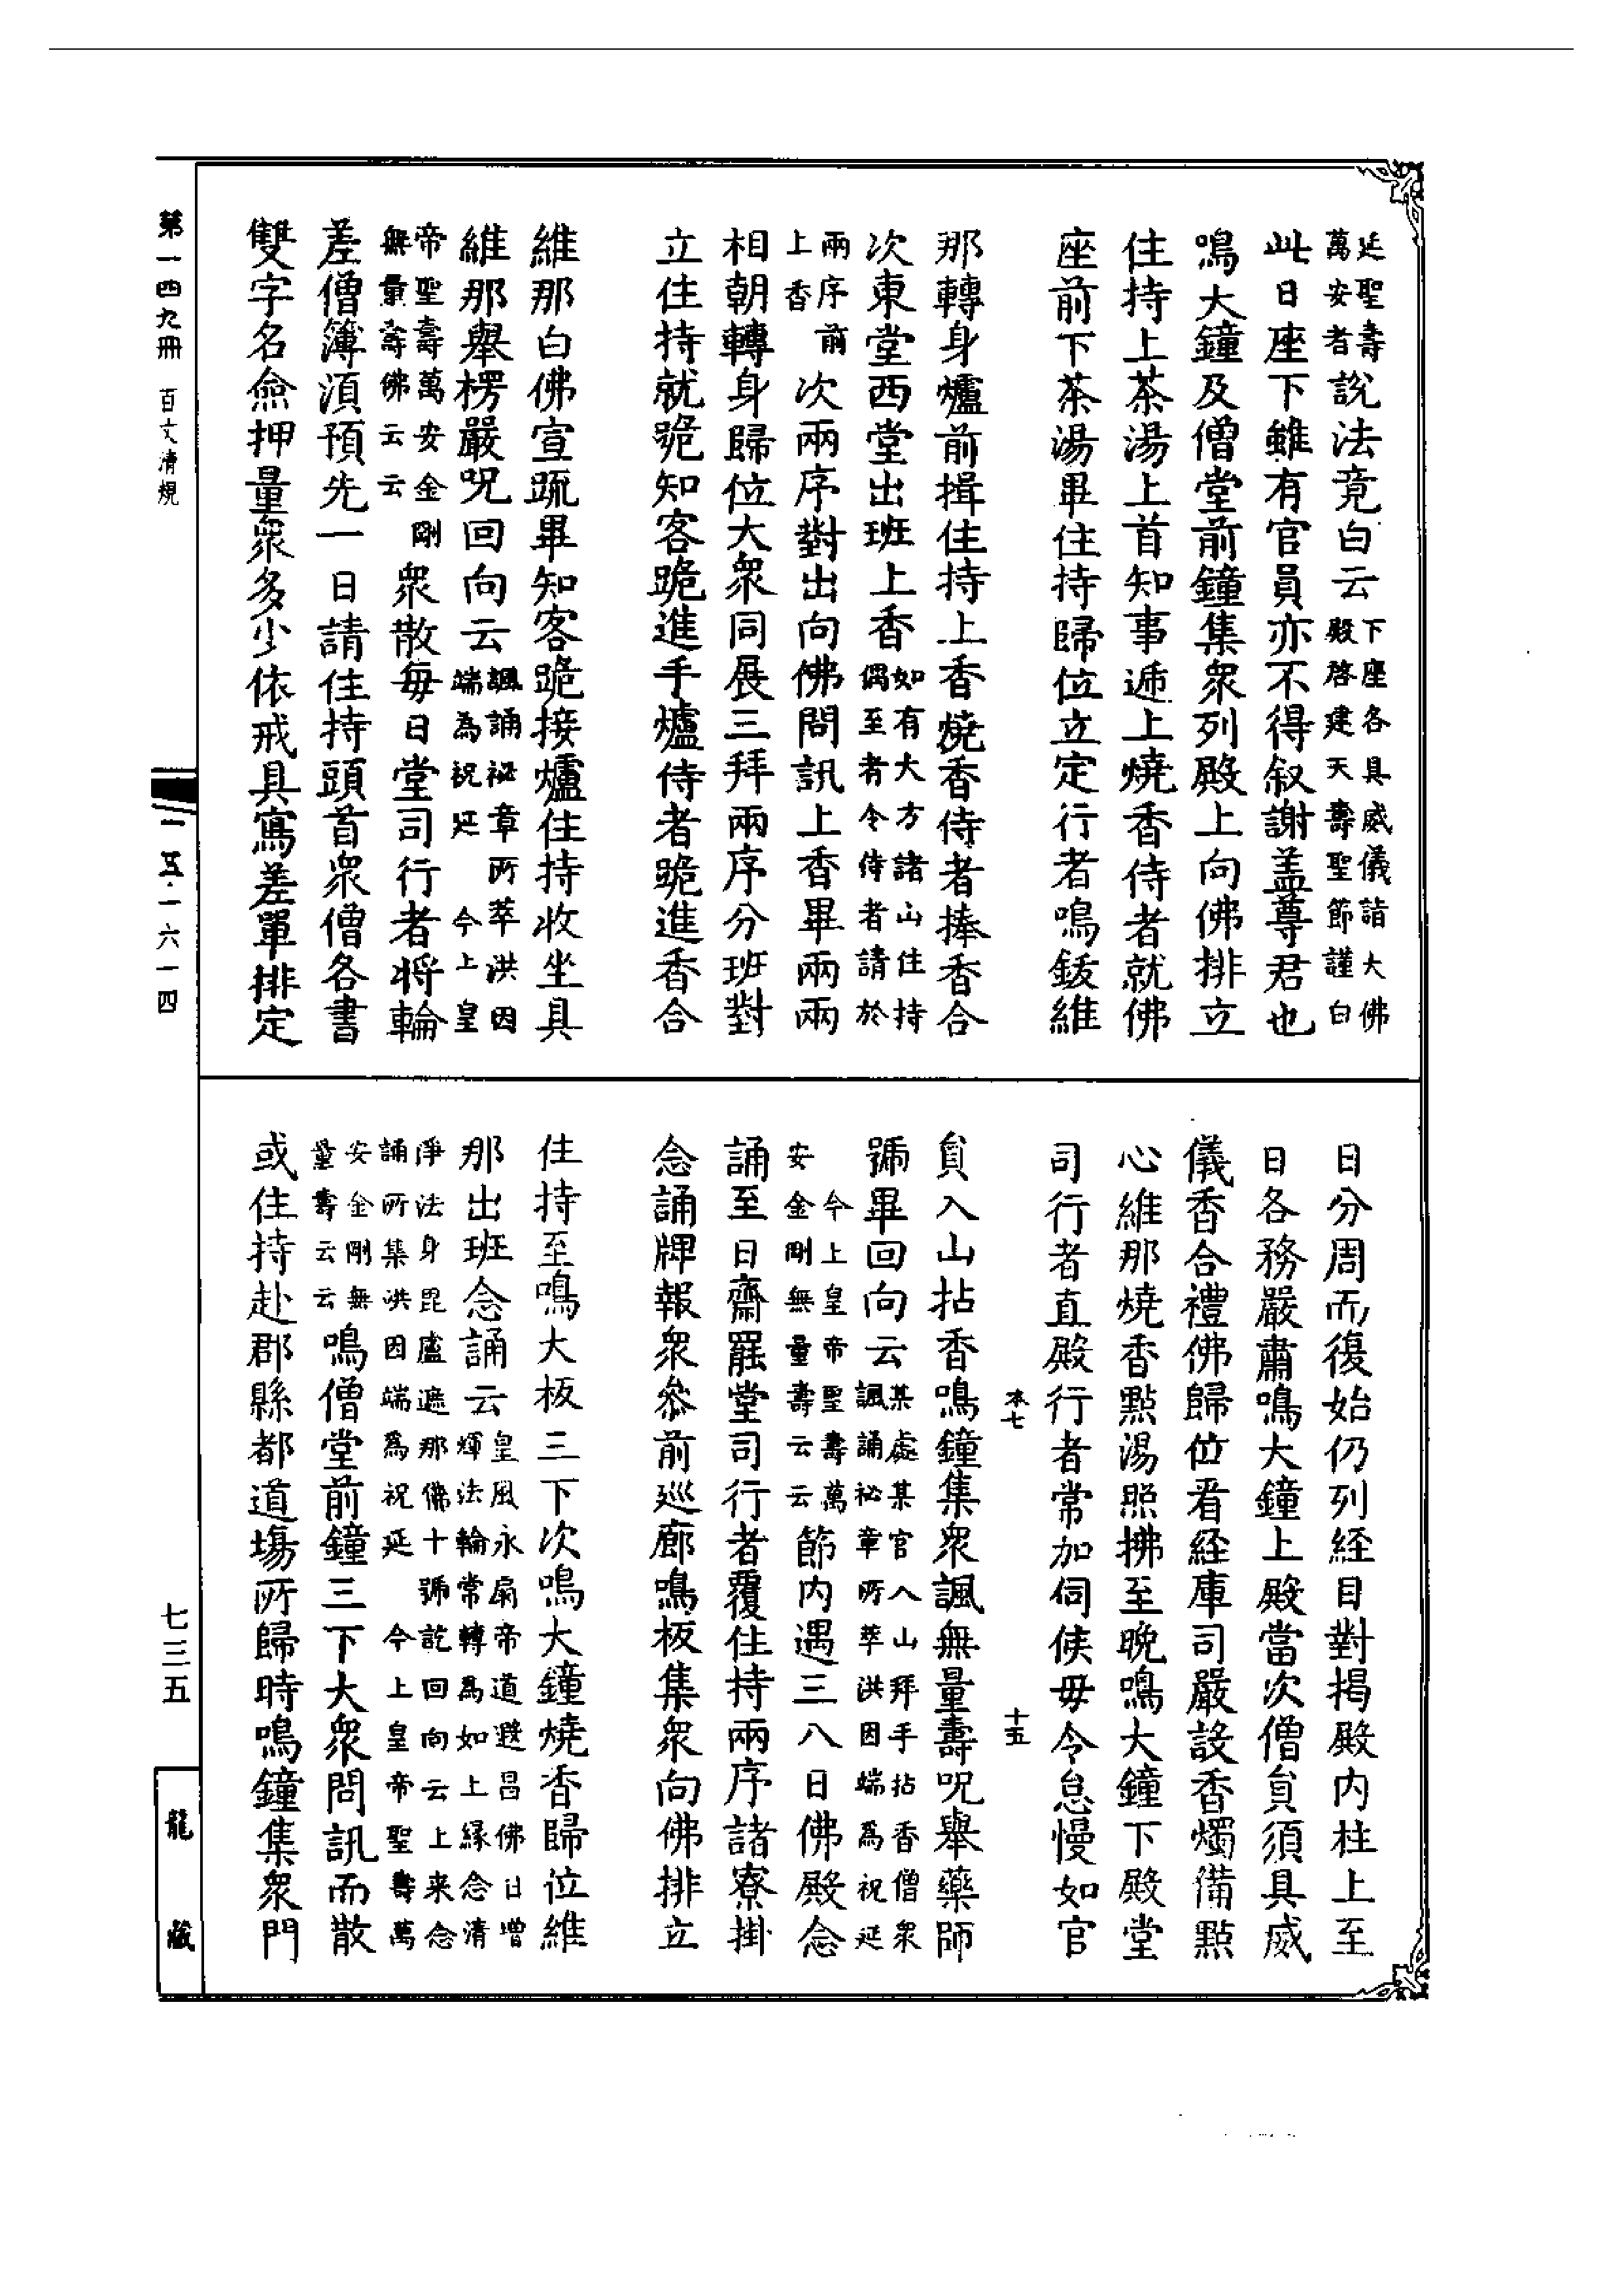 延聖壽萬安者說法竟白云下座各具威儀詣大佛殿啓建天壽聖節謹白
此日座下雖有官員亦不得叙謝盖尊君也
鳴大鐘及僧堂前鐘集衆列殿上向佛排立
住持上茶湯上首知事遞上燒香侍者就佛
座前下茶湯畢住持歸位立定行者鳴鈸維
那轉身爐前揖住持上香燒香侍者捧香合
次東堂西堂出班上香如有大方諸山住持偶至者令侍者請於
兩序前上香次兩序對出向佛問訊上香畢兩兩
相朝轉身歸位大衆同展三拜兩序分班對
立住持就跪知客跪進手爐侍者跪進香合
維那白佛宣疏畢知客跪接爐住持收坐具
維那舉楞嚴呪回向云諷誦祕章所萃洪因端為祝延今上皇
帝聖壽萬安金剛無量壽佛云云衆散每日堂司行者將輪
差僧簿湏預先一日請住持頭首衆僧各書
雙字名僉押量衆多少依戒具寫差單排定
日分周而復始仍列経目對揭殿内柱上至
日各務嚴肅鳴大鐘上殿當次僧貟須具威
儀香合禮佛歸位看経庫司嚴設香燭備點
心維那燒香點湯照拂至晚鳴大鐘下殿堂
司行者直殿行者常加伺候毋令怠慢如官
本七 十五
貟入山拈香鳴鐘集衆諷無量壽呪舉藥師
號畢回向云某處某官入山拜手拈香僧衆諷誦祕章所萃洪因端爲祝延
今上皇帝聖壽萬安金剛無量壽云云節内遇三八日佛殿念
誦至日齋罷堂司行者覆住持兩序諸寮掛
念誦牌報衆叅前巡廊鳴板集衆向佛排立
住持至鳴大板三下次鳴大鐘燒香歸位維
那出班念誦云皇風永扇帝道遐昌佛日增輝法輪常轉爲如上緣念清
淨法身毘盧遮那佛十號訖回向云上来念誦所集洪因端爲祝延今上皇帝聖壽萬
安金剛無量壽云云鳴僧堂前鐘三下大衆問訊而散
或住持赴郡縣都道場所歸時鳴鐘集衆門
第一四九冊 百丈清規
一五·一六一四
七三五
龍藏